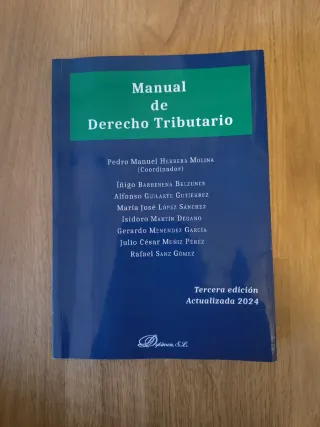 Manual
de
Derecho Tributario
Pedro Manuel Herrera Molina
(Coordinador)
Íñigo Barberena Belzunce
Alfonso Guilarte Gutiérrez
María José López Sánchez
Isidoro Martín Dégano
Gerardo Menéndez García
Julio César Muñiz Pérez
Rafael Sanz Gómez
Tercera edición
Actualizada 2024
Dykinson, S.L.